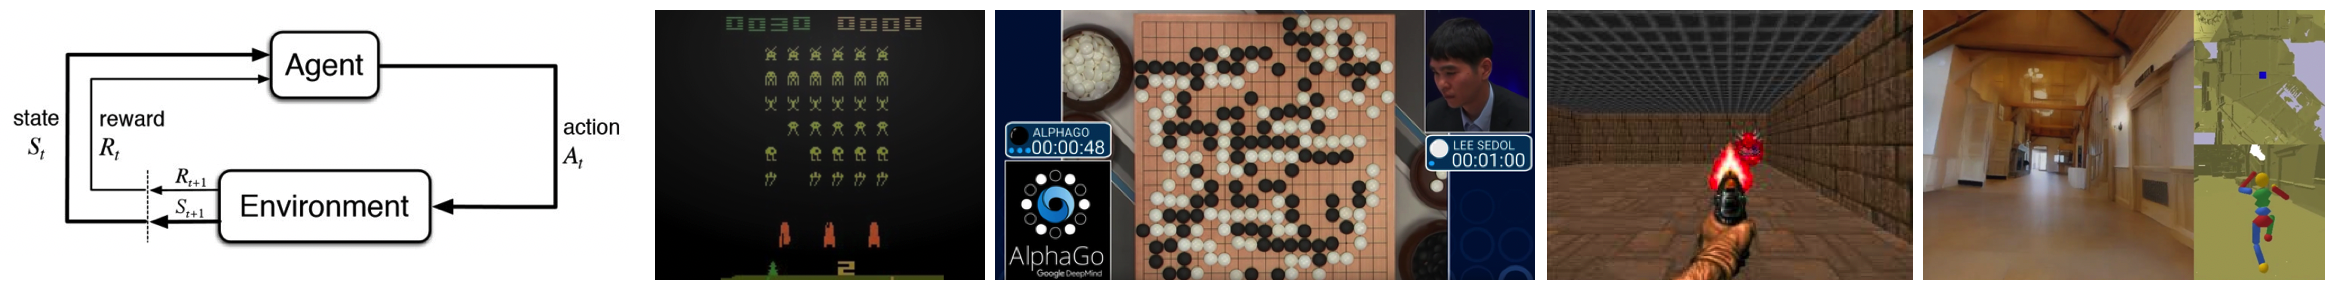 Agent
state
S_t
reward
R_t
action
A_t
R_{t+1}
S_{t+1}
Environment
0030 0000
2
ALPHAGO
00:00:48
LEE SEDOL
00:01:00
AlphaGo
Google DeepMind